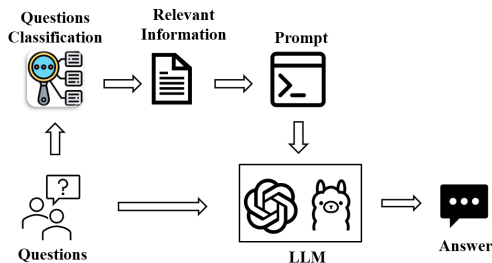 Questions
Classification
Relevant
Information
Prompt
?
Questions
LLM
Answer